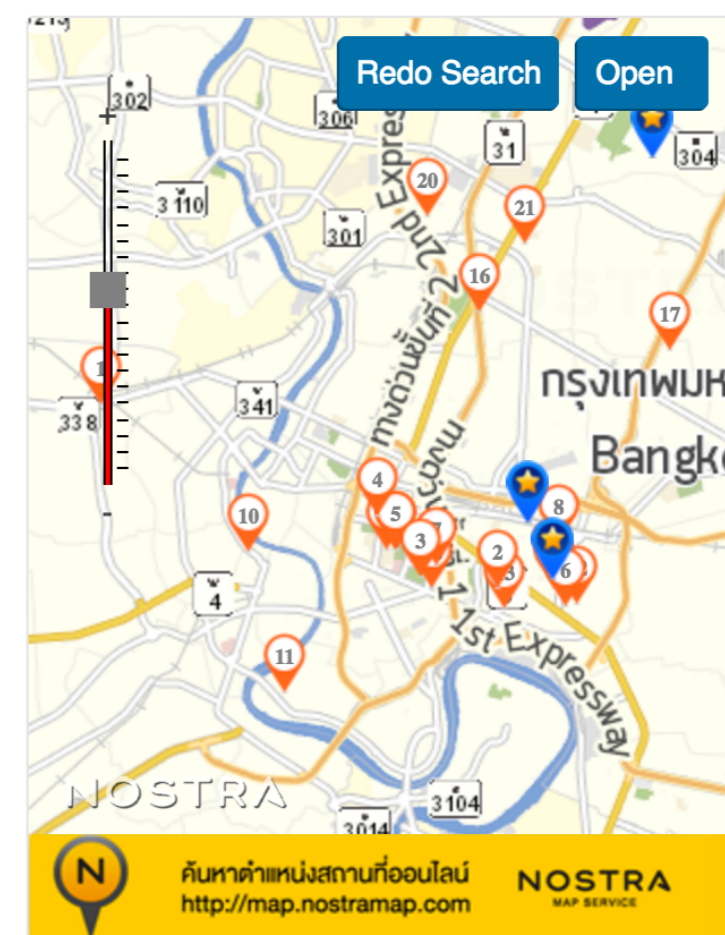 Redo Search
Open
302
306
31
304
3 110
20
21
301
2nd Expres
ทางด่วนขั้นที่ 2
16
17
338
341
กรุงเทพมห
Bangk
4
10
5
8
3
2
6
4
1 1st Expressway
11
NOSTRA
3104
3014
N
ค้นหาตำแหน่งสถานที่ออนไลน์
http://map.nostramap.com
NOSTRA
MAP SERVICE